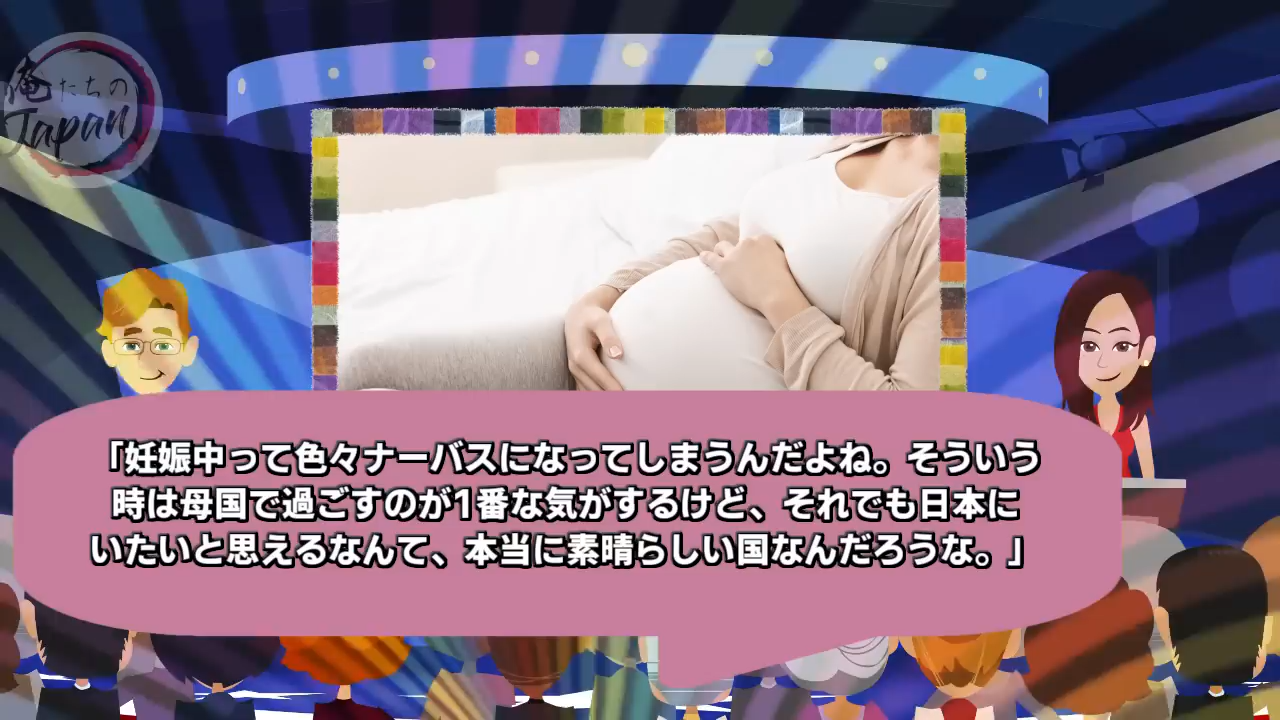 俺たちの
Japan
「妊娠中って色々ナーバスになってしまうんだよね。そういう
時は母国で過ごすのが1番な気がするけど、それでも日本に
いたいと思えるなんて、本当に素晴らしい国なんだろうな。」